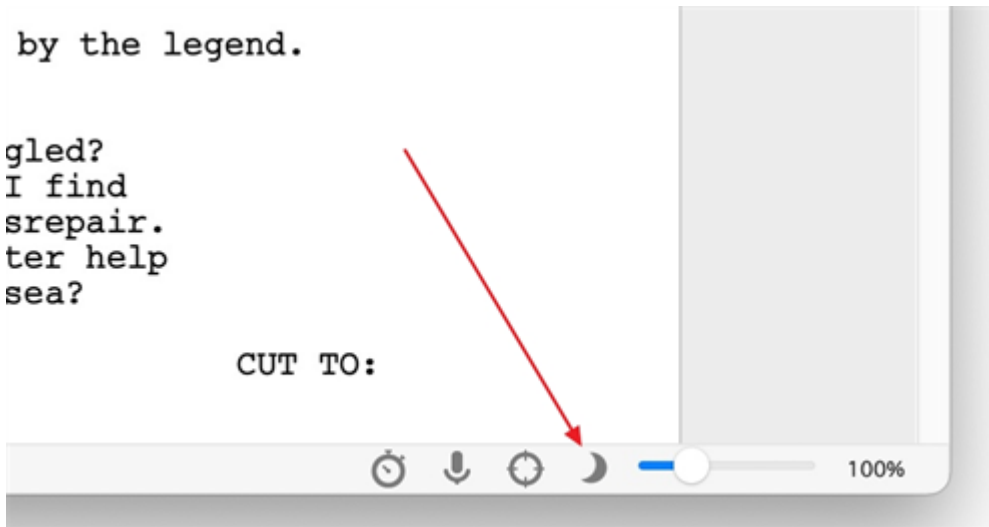 by the legend.
gled?
I find
srepair.
ter help
sea?
CUT TO:
100%